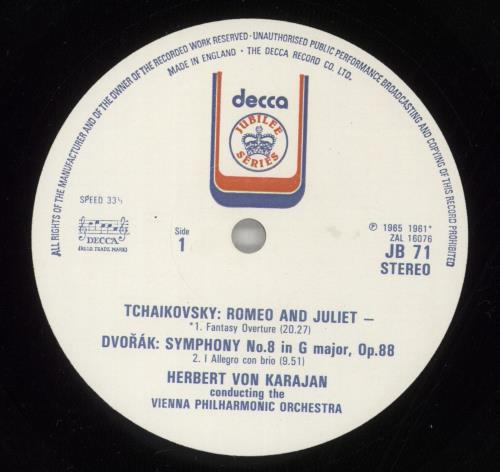 ALL RIGHTS OF THE MANUFACTURER AND OF THE OWNER OF THE RECORDED WORK RESERVED · UNAUTHORISED PUBLIC PERFORMANCE BROADCASTING AND COPYING OF THIS RECORD PROHIBITED
MADE IN ENGLAND · THE DECCA RECORD CO. LTD.
decca
JUBILEE
SERIES
SPEED 33⅓
DECCA
(REGD. TRADE MARK)
Side
1
℗ 1965 1961*
ZAL 16076
JB 71
STEREO
TCHAIKOVSKY: ROMEO AND JULIET –
*1. Fantasy Overture (20.27)
DVOŘÁK: SYMPHONY No.8 in G major, Op.88
2. I Allegro con brio (9.51)
HERBERT VON KARAJAN
conducting the
VIENNA PHILHARMONIC ORCHESTRA